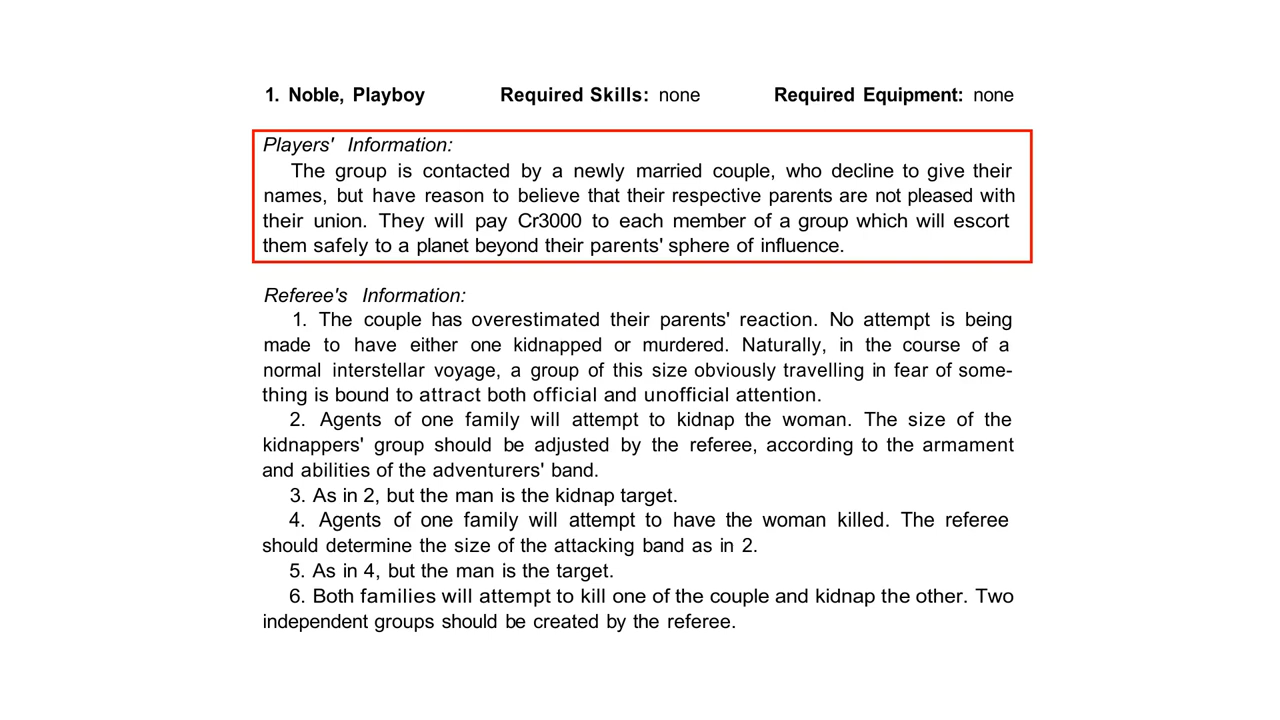 1. Noble, Playboy Required Skills: none Required Equipment: none
Players' Information:
The group is contacted by a newly married couple, who decline to give their
names, but have reason to believe that their respective parents are not pleased with
their union. They will pay Cr3000 to each member of a group which will escort
them safely to a planet beyond their parents' sphere of influence.
Referee's Information:
1. The couple has overestimated their parents' reaction. No attempt is being
made to have either one kidnapped or murdered. Naturally, in the course of a
normal interstellar voyage, a group of this size obviously travelling in fear of some-
thing is bound to attract both official and unofficial attention.
2. Agents of one family will attempt to kidnap the woman. The size of the
kidnappers' group should be adjusted by the referee, according to the armament
and abilities of the adventurers' band.
3. As in 2, but the man is the kidnap target.
4. Agents of one family will attempt to have the woman killed. The referee
should determine the size of the attacking band as in 2.
5. As in 4, but the man is the target.
6. Both families will attempt to kill one of the couple and kidnap the other. Two
independent groups should be created by the referee.